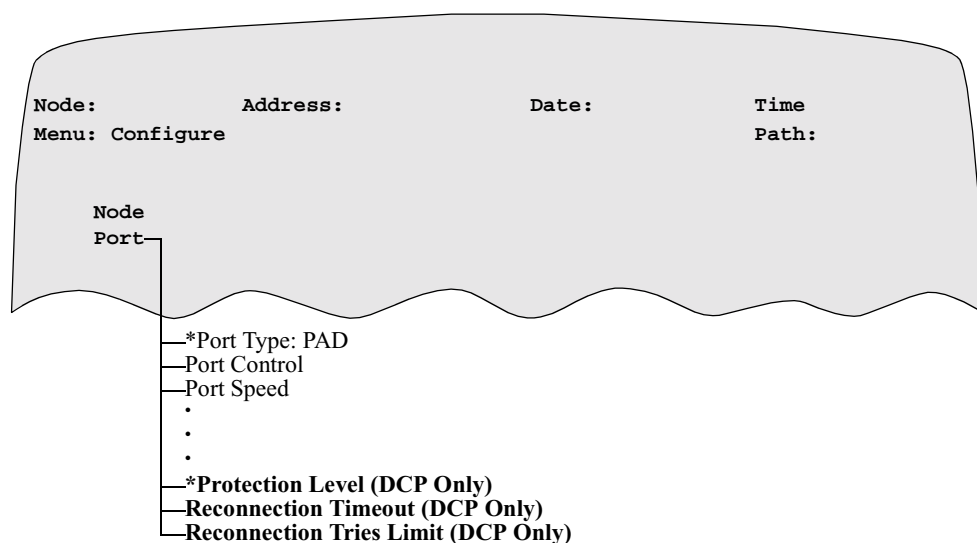 Node: Address: Date: Time
Menu: Configure Path:
Node
Port
*Port Type: PAD
Port Control
Port Speed
.
.
.
*Protection Level (DCP Only)
Reconnection Timeout (DCP Only)
Reconnection Tries Limit (DCP Only)